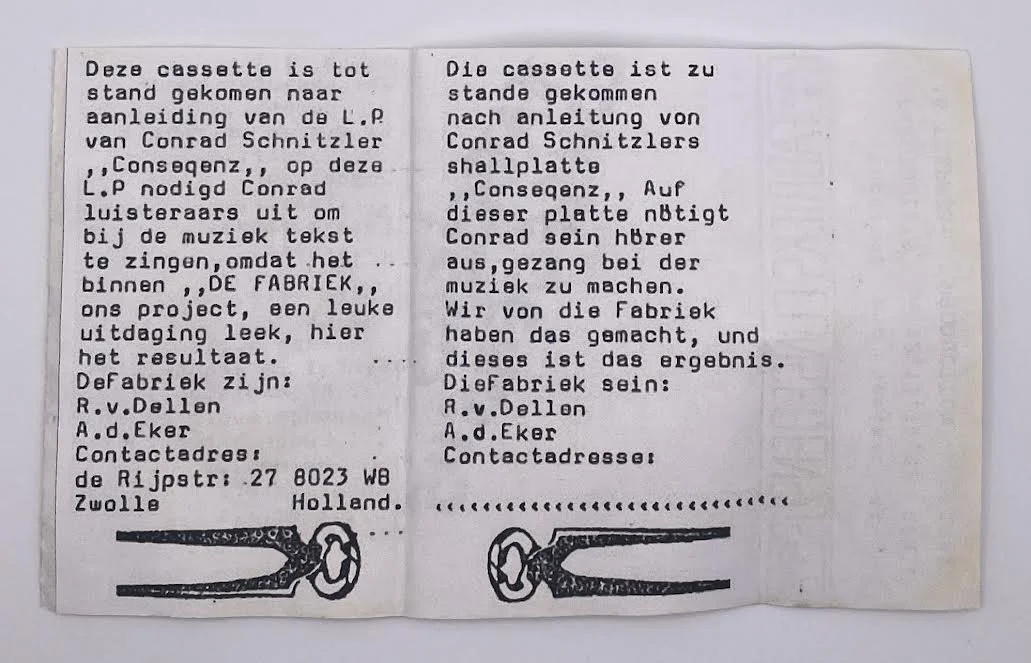 Deze cassette is tot
stand gekomen naar
aanleiding van de L.P.
van Conrad Schnitzler
,,Conseqenz,, op deze
L.P nodigd Conrad
luisteraars uit om
bij de muziek tekst
te zingen,omdat het
binnen ,,DE FABRIEK,,
ons project, een leuke
uitdaging leek, hier
het resultaat.
DeFabriek zijn:
R.v.Dellen
A.d.Eker
Contactadres:
de Rijpstr: 27 8023 WB
Zwolle Holland.
Die cassette ist zu
stande gekommen
nach anleitung von
Conrad Schnitzlers
shallplatte
,,Conseqenz,, Auf
dieser platte nötigt
Conrad sein hörer
aus,gezang bei der
muziek zu machen.
Wir von die Fabriek
haben das gemacht, und
dieses ist das ergebnis.
DieFabriek sein:
R.v.Dellen
A.d.Eker
Contactadresse: